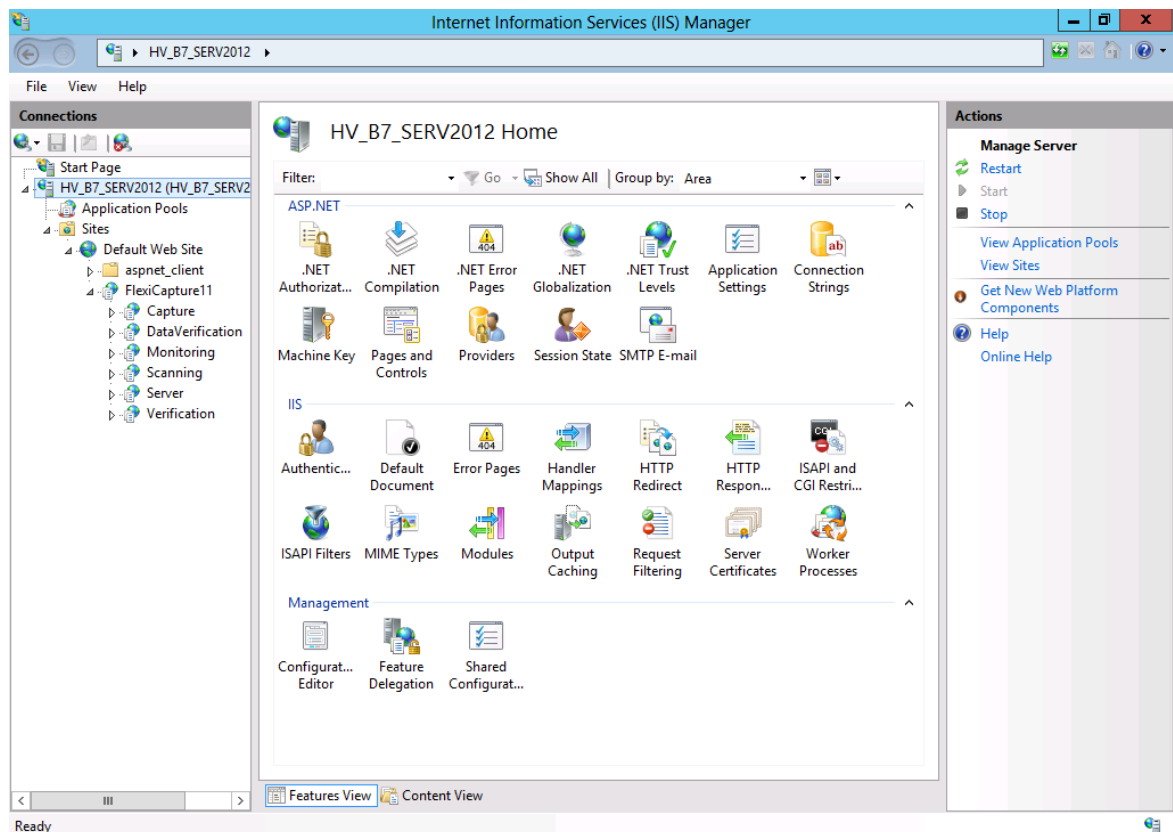 Internet Information Services (IIS) Manager
HV_B7_SERV2012
File View Help
Connections
Start Page
HV_B7_SERV2012 (HV_B7_SERV2
Application Pools
Sites
Default Web Site
aspnet_client
FlexiCapture11
Capture
DataVerification
Monitoring
Scanning
Server
Verification
HV_B7_SERV2012 Home
Filter: Go Show All Group by: Area
ASP.NET
.NET Authorizat...
.NET Compilation
.NET Error Pages
.NET Globalization
.NET Trust Levels
Application Settings
Connection Strings
Machine Key
Pages and Controls
Providers
Session State
SMTP E-mail
IIS
Authentic...
Default Document
Error Pages
Handler Mappings
HTTP Redirect
HTTP Respon...
ISAPI and CGI Restri...
ISAPI Filters
MIME Types
Modules
Output Caching
Request Filtering
Server Certificates
Worker Processes
Management
Configurat... Editor
Feature Delegation
Shared Configurat...
Features View
Content View
Actions
Manage Server
Restart
Start
Stop
View Application Pools
View Sites
Get New Web Platform
Components
Help
Online Help
Ready